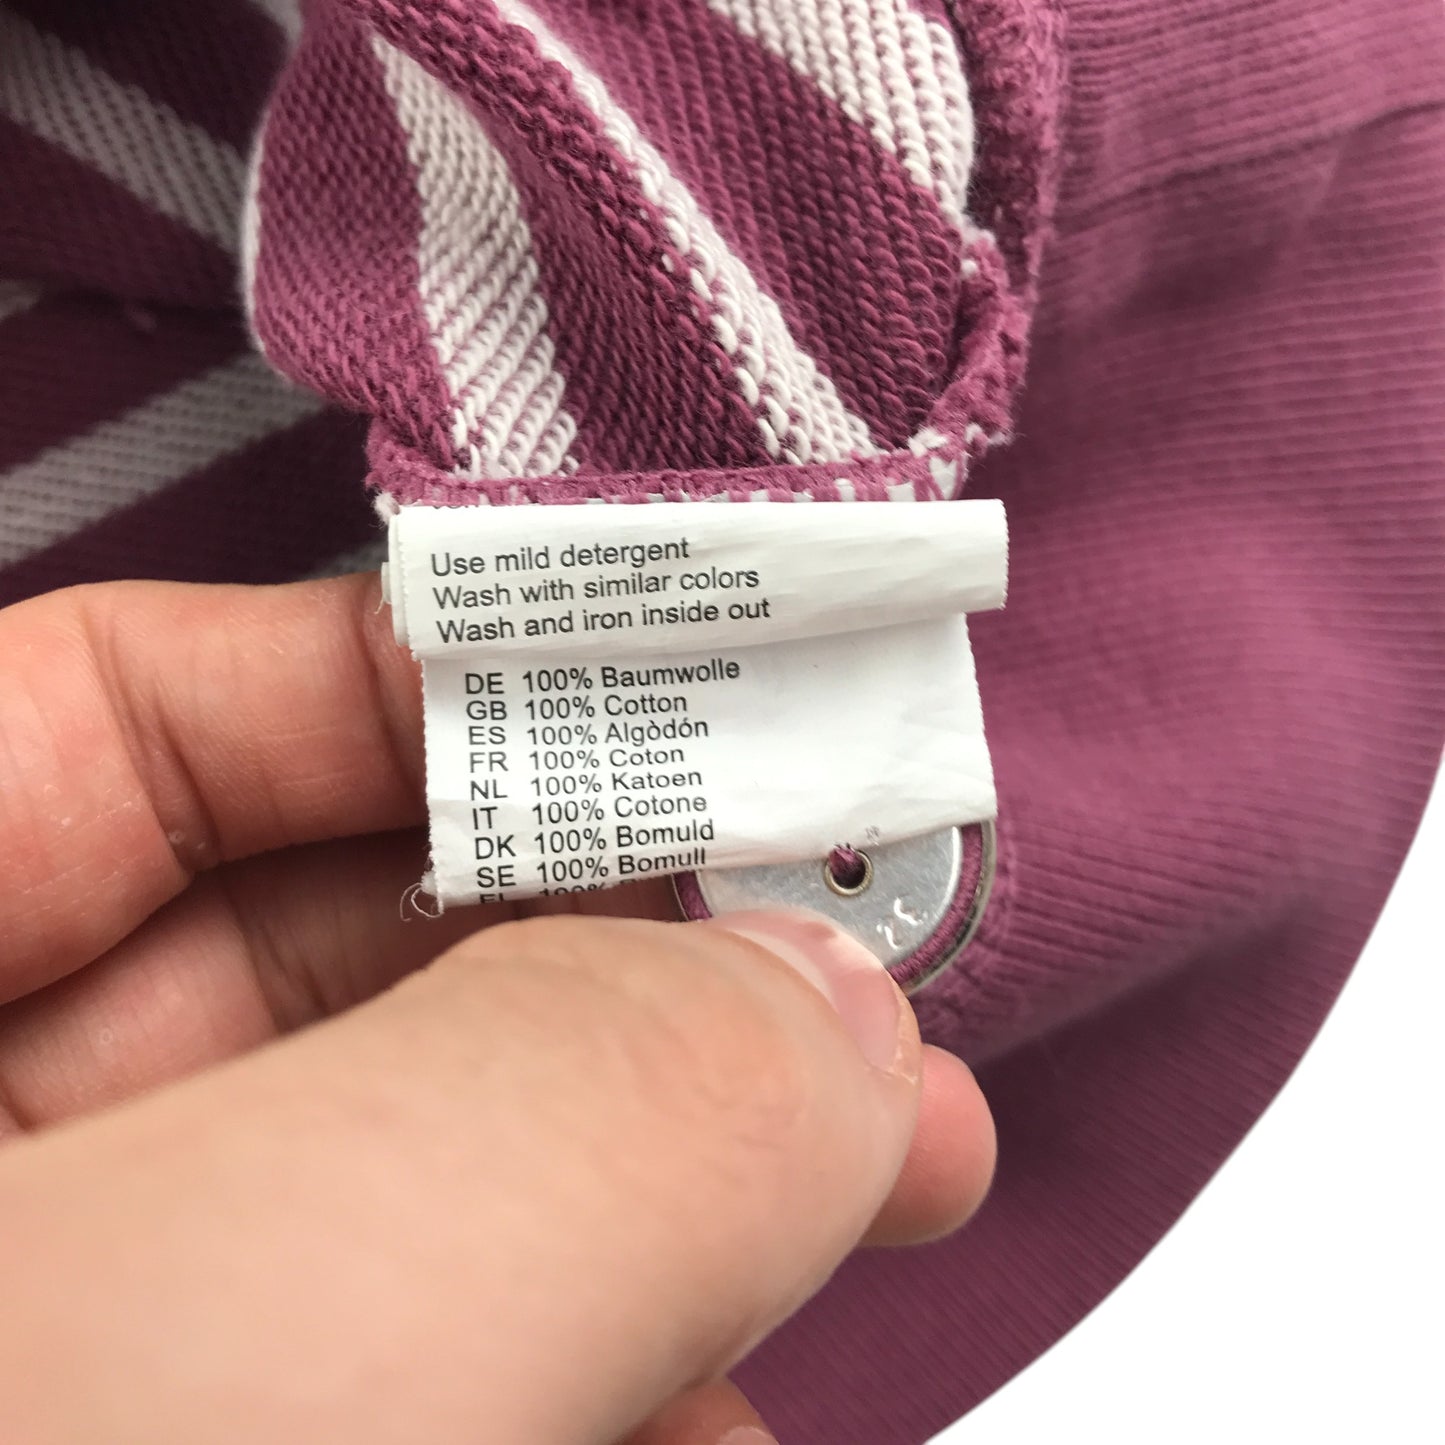 Use mild detergent
Wash with similar colors
Wash and iron inside out
DE 100% Baumwolle
GB 100% Cotton
ES 100% Algòdón
FR 100% Coton
NL 100% Katoen
IT 100% Cotone
DK 100% Bomuld
SE 100% Bomull
100%